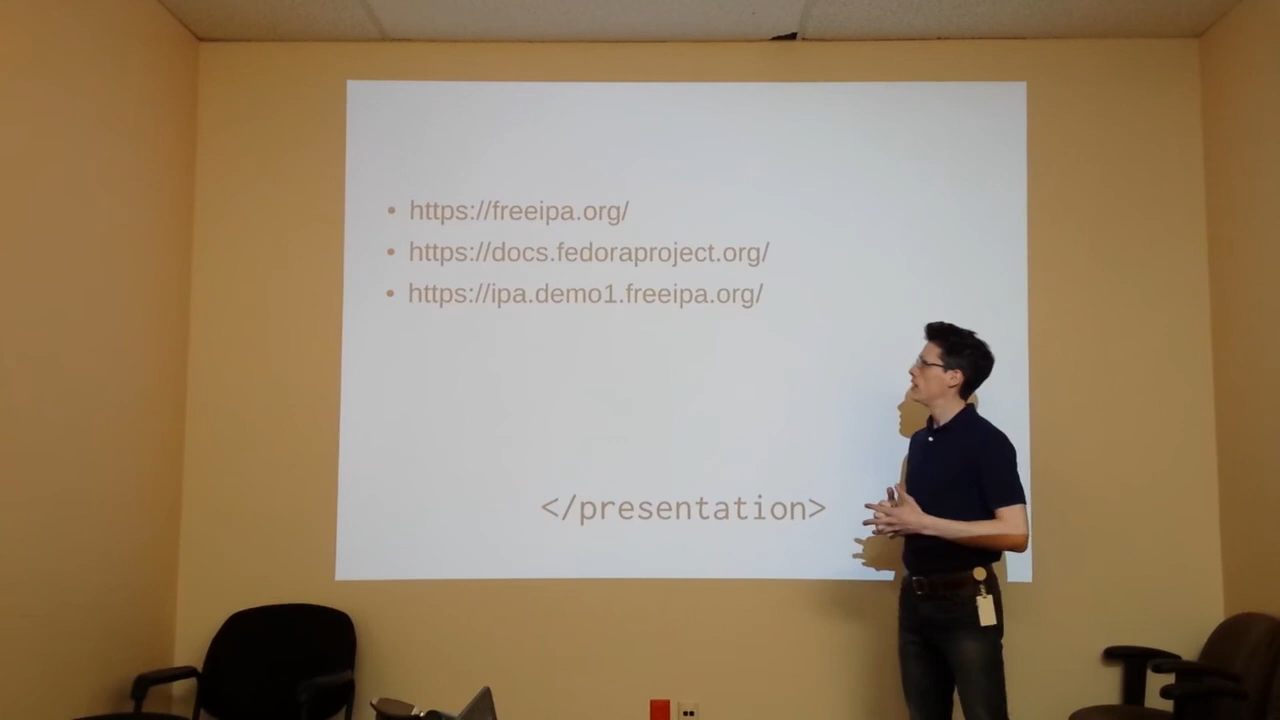 • https://freeipa.org/
• https://docs.fedoraproject.org/
• https://ipa.demo1.freeipa.org/
</presentation>